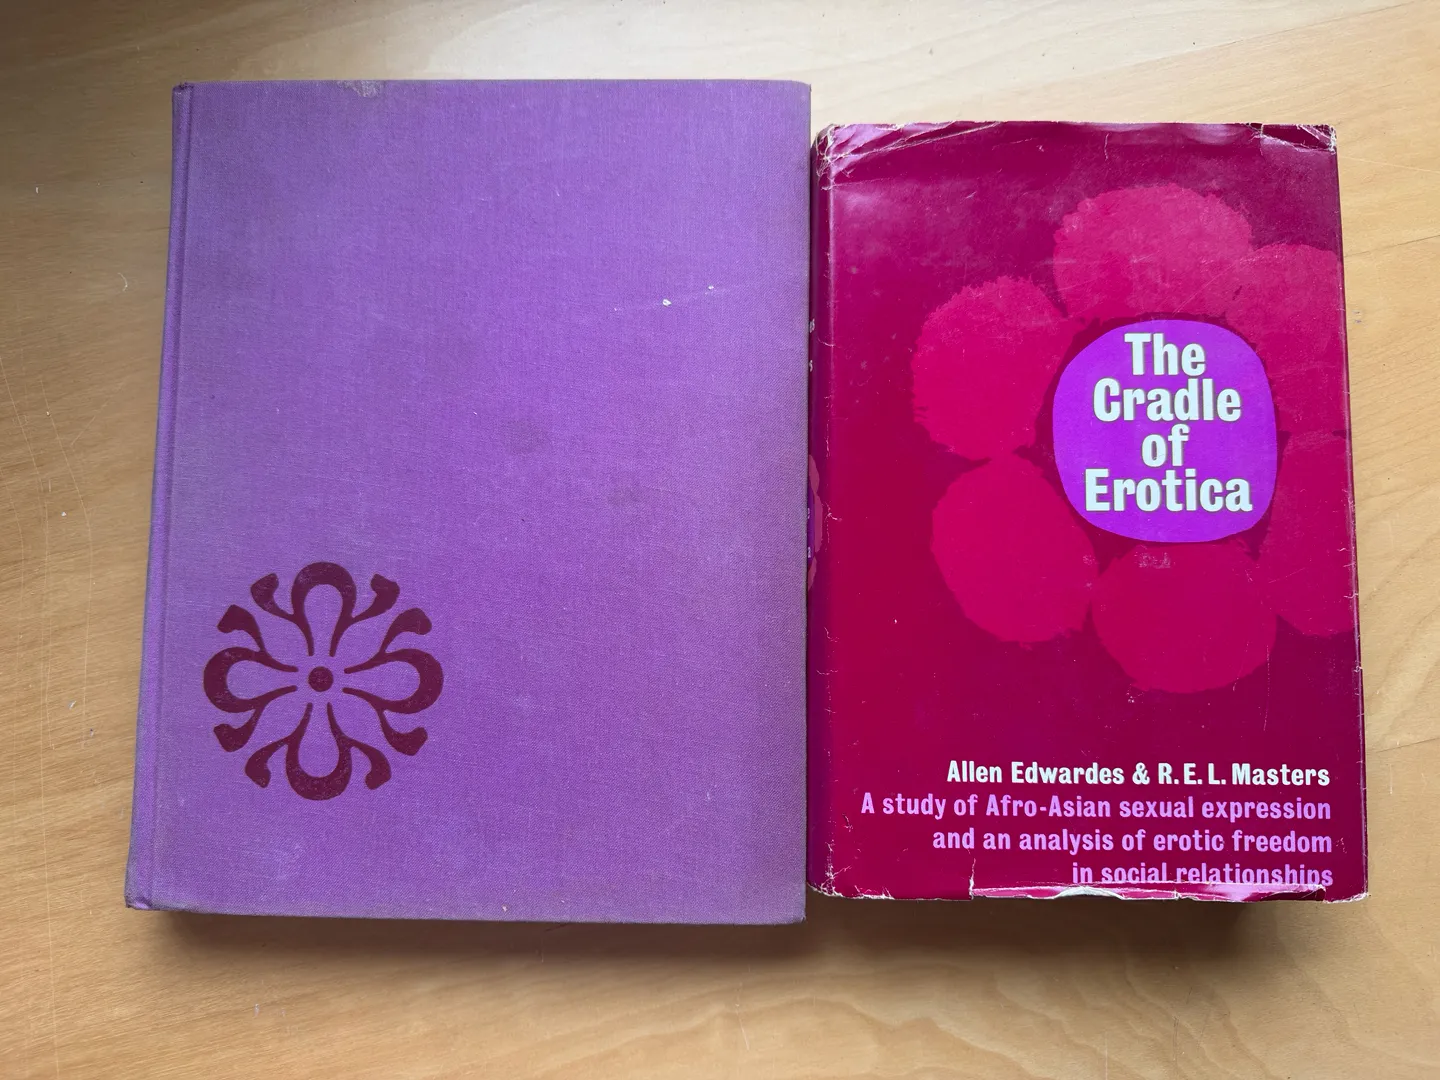 The
Cradle
of
Erotica
Allen Edwardes & R. E. L. Masters
A study of Afro-Asian sexual expression
and an analysis of erotic freedom
in social relationships